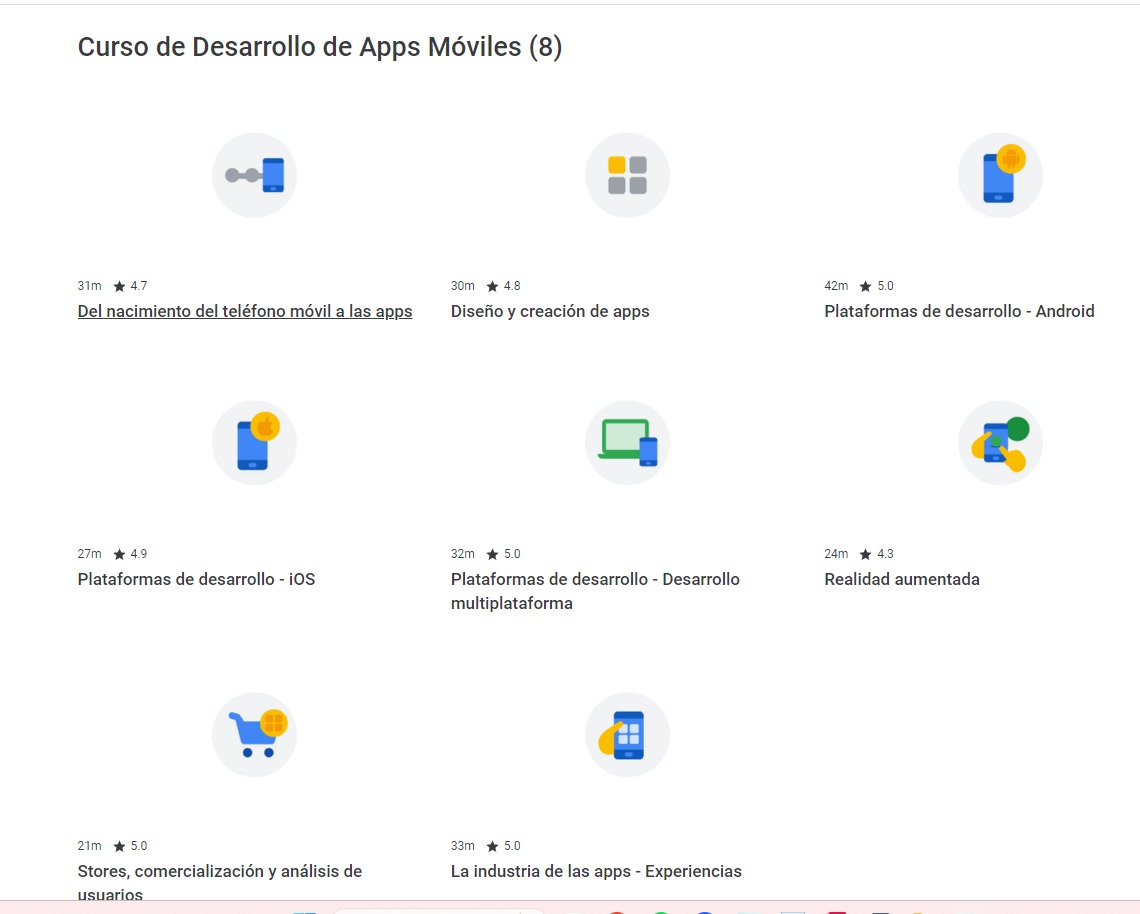 Curso de Desarrollo de Apps Móviles (8)
31m ★ 4.7
Del nacimiento del teléfono móvil a las apps
30m ★ 4.8
Diseño y creación de apps
42m ★ 5.0
Plataformas de desarrollo - Android
27m ★ 4.9
Plataformas de desarrollo - iOS
32m ★ 5.0
Plataformas de desarrollo - Desarrollo
multiplataforma
24m ★ 4.3
Realidad aumentada
21m ★ 5.0
Stores, comercialización y análisis de
usuarios
33m ★ 5.0
La industria de las apps - Experiencias